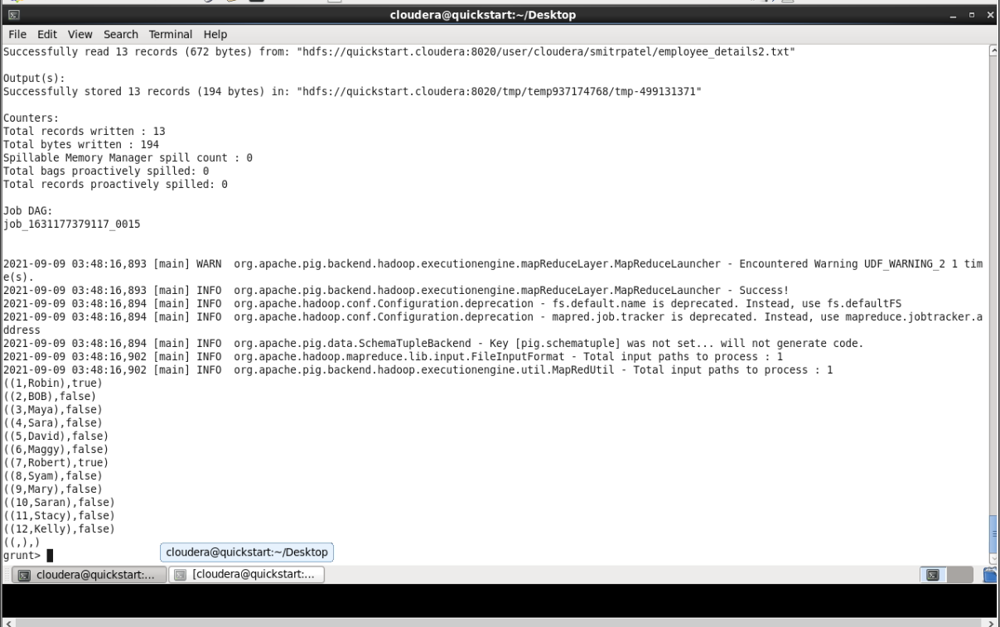 cloudera@quickstart:~/Desktop
File Edit View Search Terminal Help
Successfully read 13 records (672 bytes) from: "hdfs://quickstart.cloudera:8020/user/cloudera/smitrpatel/employee_details2.txt"
Output(s):
Successfully stored 13 records (194 bytes) in: "hdfs://quickstart.cloudera:8020/tmp/temp937174768/tmp-499131371"
Counters:
Total records written : 13
Total bytes written : 194
Spillable Memory Manager spill count : 0
Total bags proactively spilled: 0
Total records proactively spilled: 0
Job DAG:
job_1631177379117_0015
2021-09-09 03:48:16,893 [main] WARN  org.apache.pig.backend.hadoop.executionengine.mapReduceLayer.MapReduceLauncher - Encountered Warning UDF_WARNING_2 1 tim
e(s).
2021-09-09 03:48:16,893 [main] INFO  org.apache.pig.backend.hadoop.executionengine.mapReduceLayer.MapReduceLauncher - Success!
2021-09-09 03:48:16,894 [main] INFO  org.apache.hadoop.conf.Configuration.deprecation - fs.default.name is deprecated. Instead, use fs.defaultFS
2021-09-09 03:48:16,894 [main] INFO  org.apache.hadoop.conf.Configuration.deprecation - mapred.job.tracker is deprecated. Instead, use mapreduce.jobtracker.a
ddress
2021-09-09 03:48:16,894 [main] INFO  org.apache.pig.data.SchemaTupleBackend - Key [pig.schematuple] was not set... will not generate code.
2021-09-09 03:48:16,902 [main] INFO  org.apache.hadoop.mapreduce.lib.input.FileInputFormat - Total input paths to process : 1
2021-09-09 03:48:16,902 [main] INFO  org.apache.pig.backend.hadoop.executionengine.util.MapRedUtil - Total input paths to process : 1
((1,Robin),true)
((2,BOB),false)
((3,Maya),false)
((4,Sara),false)
((5,David),false)
((6,Maggy),false)
((7,Robert),true)
((8,Syam),false)
((9,Mary),false)
((10,Saran),false)
((11,Stacy),false)
((12,Kelly),false)
((,),)
grunt>
cloudera@quickstart:~/Desktop
cloudera@quickstart:...
[cloudera@quickstart:...